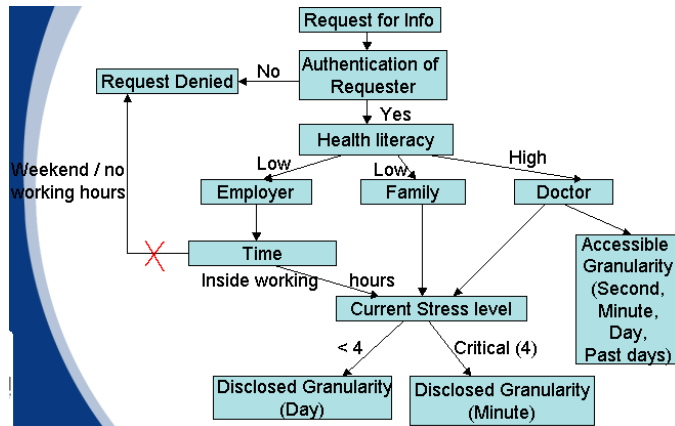 Request for Info
Authentication of
Requester
No
Request Denied
Yes
Health literacy
Weekend / no
working hours
Low
Low
High
Employer
Family
Doctor
Time
Accessible
Granularity
(Second,
Minute,
Day,
Past days)
Inside working hours
Current Stress level
< 4
Critical (4)
Disclosed Granularity
(Day)
Disclosed Granularity
(Minute)